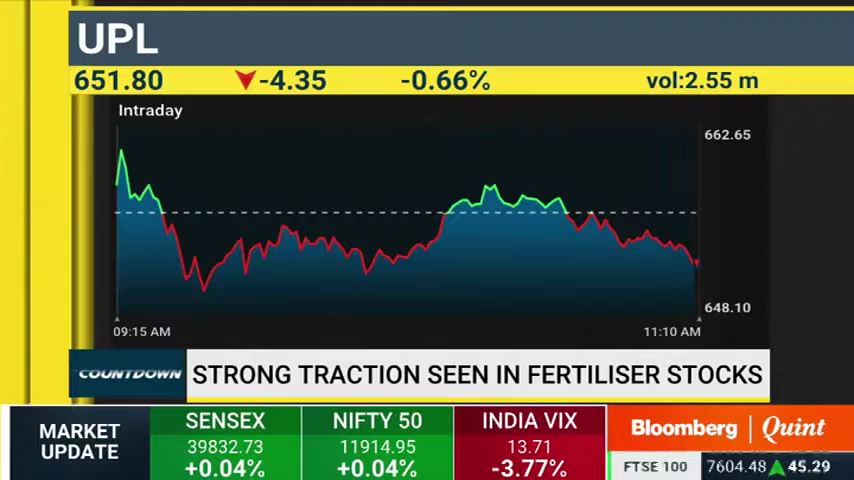 UPL
651.80 -4.35 -0.66% vol:2.55 m
Intraday
662.65
648.10
09:15 AM 11:10 AM
COUNTDOWN STRONG TRACTION SEEN IN FERTILISER STOCKS
MARKET UPDATE
SENSEX
39832.73
+0.04%
NIFTY 50
11914.95
+0.04%
INDIA VIX
13.71
-3.77%
Bloomberg | Quint
FTSE 100 7604.48 45.29